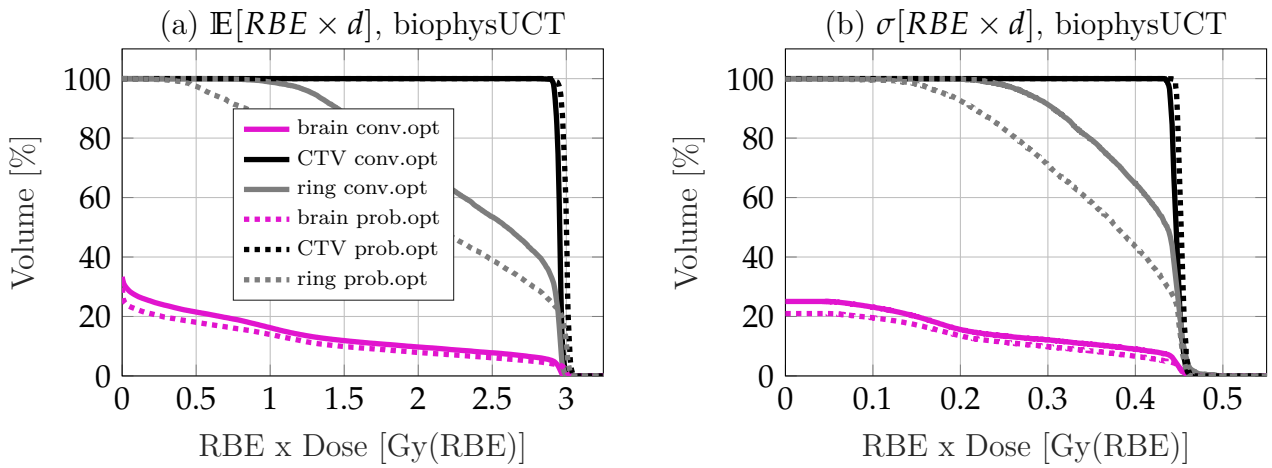 (a) 𝔼[RBE × d], biophysUCT
Volume [%]
100
80
60
40
20
0
brain conv.opt
CTV conv.opt
ring conv.opt
brain prob.opt
CTV prob.opt
ring prob.opt
0 0.5 1 1.5 2 2.5 3
RBE x Dose [Gy(RBE)]
(b) σ[RBE × d], biophysUCT
Volume [%]
100
80
60
40
20
0
0 0.1 0.2 0.3 0.4 0.5
RBE x Dose [Gy(RBE)]